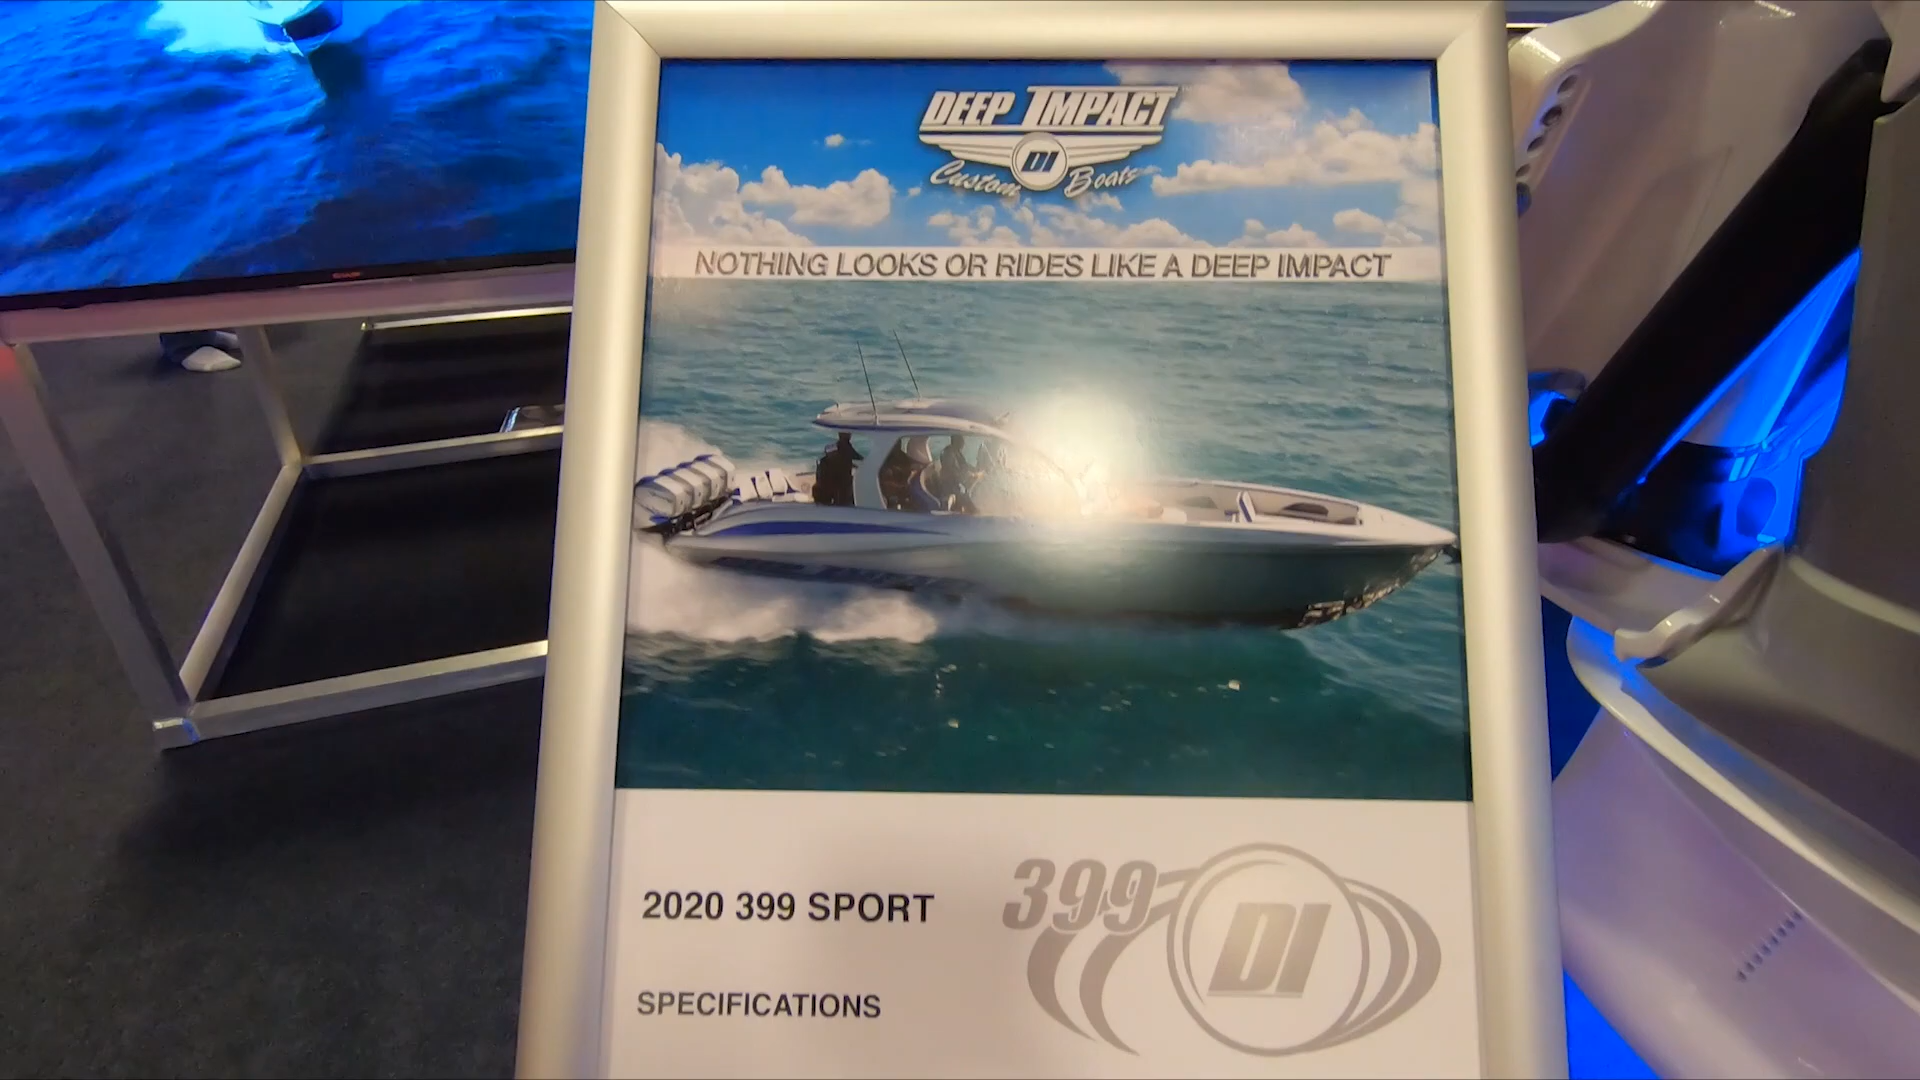 DEEP IMPACT
DI
Custom Boats
NOTHING LOOKS OR RIDES LIKE A DEEP IMPACT
2020 399 SPORT
399
DI
SPECIFICATIONS